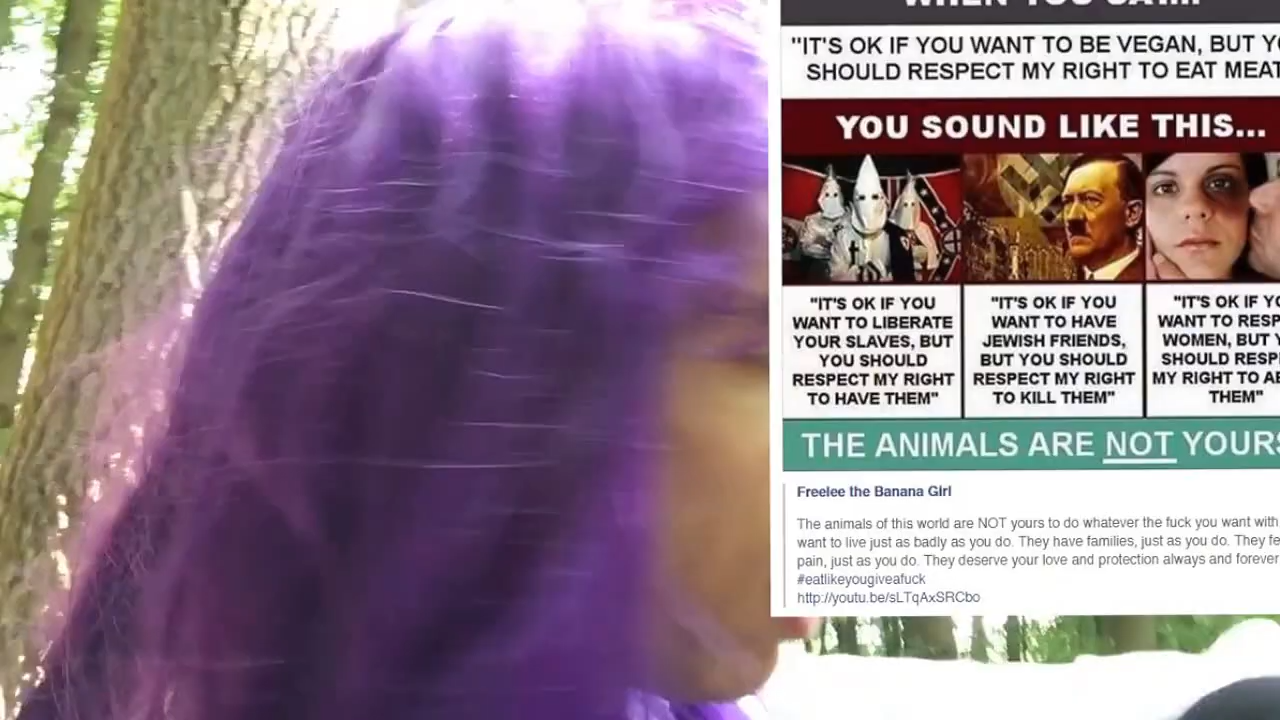 WHEN YOU SAY...
"IT'S OK IF YOU WANT TO BE VEGAN, BUT
SHOULD RESPECT MY RIGHT TO EAT MEAT
YOU SOUND LIKE THIS...
"IT'S OK IF YOU
WANT TO LIBERATE
YOUR SLAVES, BUT
YOU SHOULD
RESPECT MY RIGHT
TO HAVE THEM"
"IT'S OK IF YOU
WANT TO HAVE
JEWISH FRIENDS,
BUT YOU SHOULD
RESPECT MY RIGHT
TO KILL THEM"
"IT'S OK IF
WANT TO
WOMEN, BUT
SHOULD
MY RIGHT TO
THEM"
THE ANIMALS ARE NOT YOURS
Freelee the Banana Girl
The animals of this world are NOT yours to do whatever the fuck you want with
want to live just as badly as you do. They have families, just as you do. They
pain, just as you do. They deserve your love and protection always and forever
#eatlikeyougiveafuck
http://youtu.be/sLTqAxSRCbo